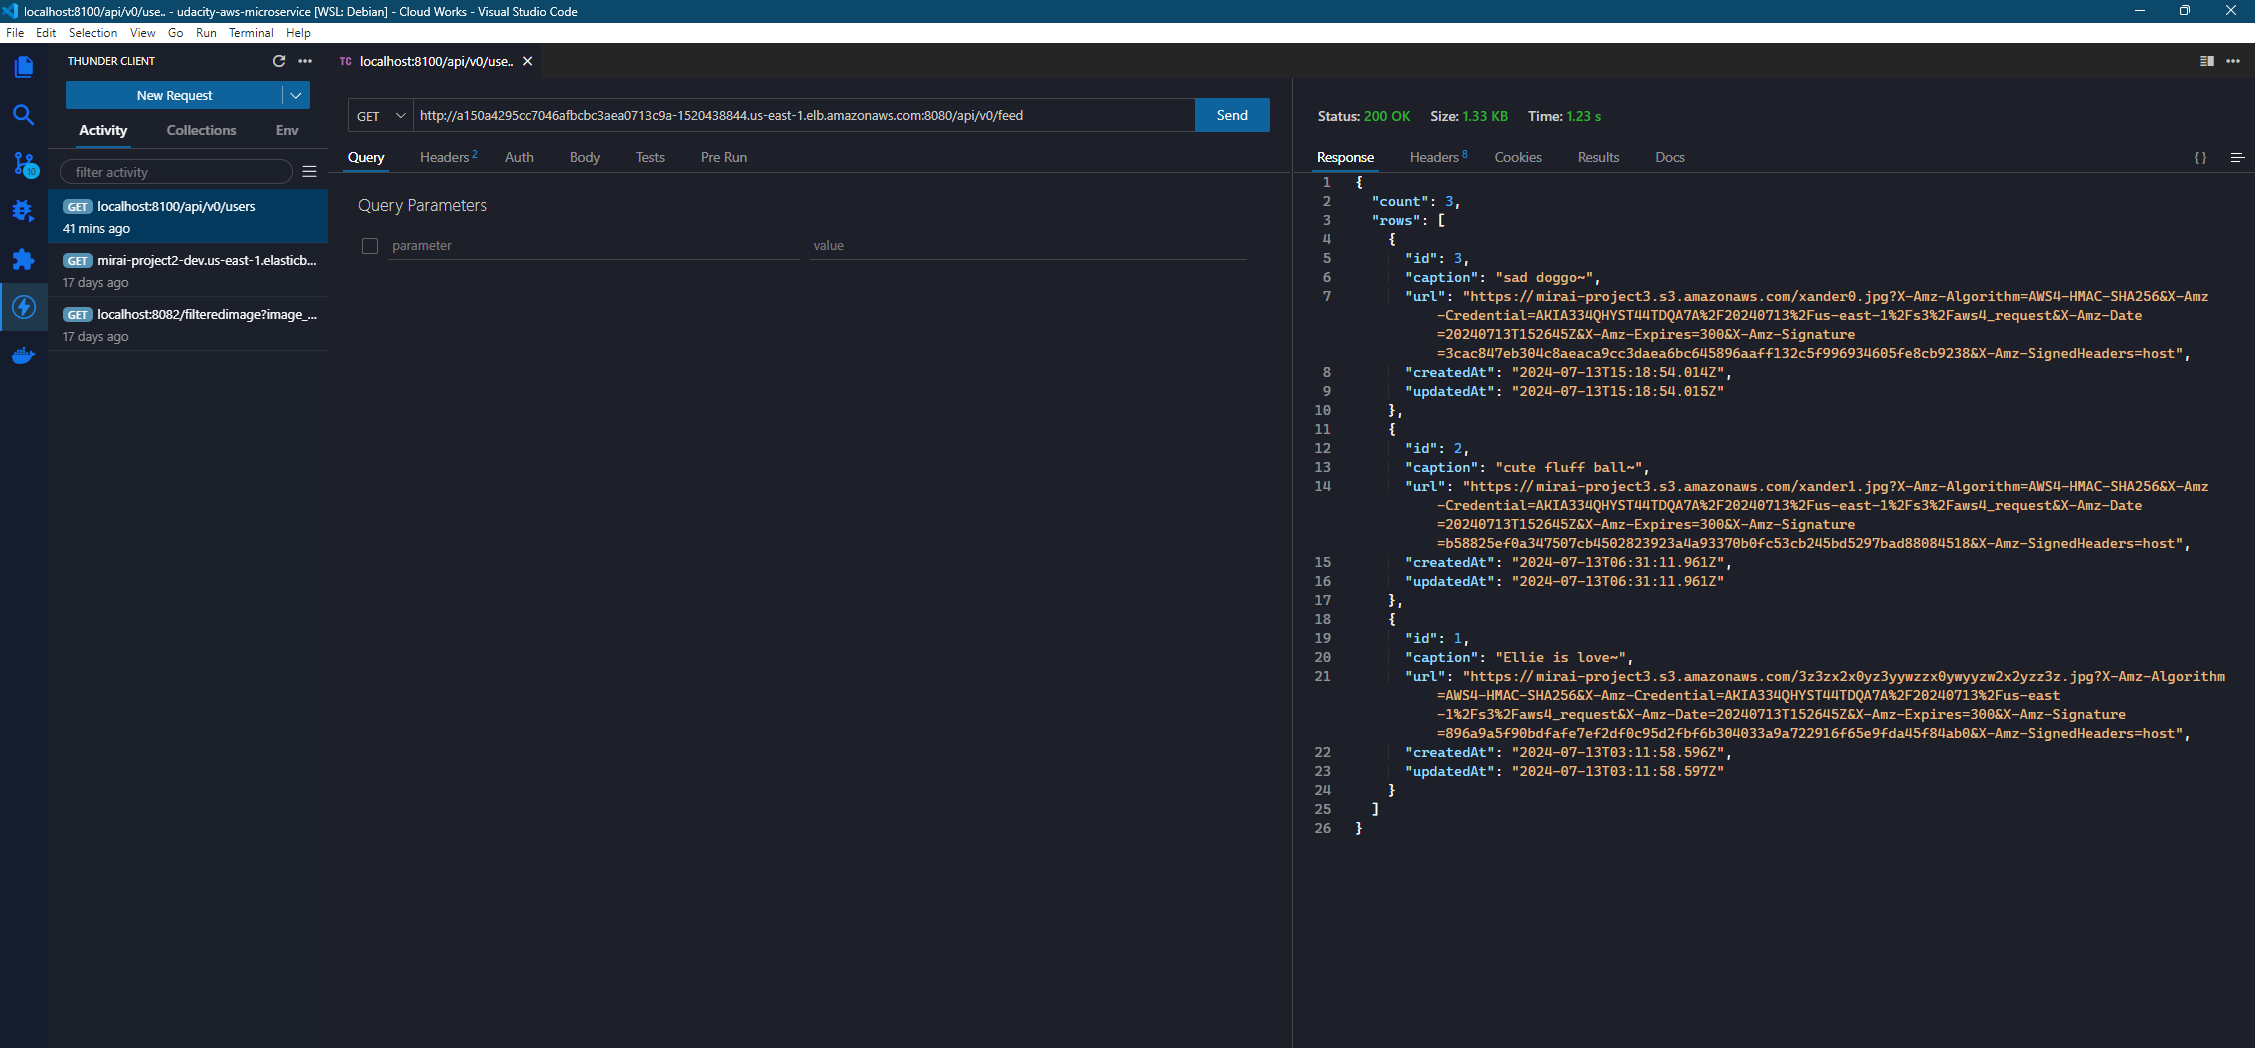 localhost:8100/api/v0/use.. - udacity-aws-microservice [WSL: Debian] - Cloud Works - Visual Studio Code
File Edit Selection View Go Run Terminal Help
THUNDER CLIENT
New Request
Activity Collections Env
filter activity
GET localhost:8100/api/v0/users
41 mins ago
GET mirai-project2-dev.us-east-1.elasticb...
17 days ago
GET localhost:8082/filteredimage?image_...
17 days ago
10
TC localhost:8100/api/v0/use..
GET http://a150a4295cc7046afbcbc3aea0713c9a-1520438844.us-east-1.elb.amazonaws.com:8080/api/v0/feed Send
Query Headers 2 Auth Body Tests Pre Run
Query Parameters
parameter value
Status: 200 OK Size: 1.33 KB Time: 1.23 s
Response Headers 8 Cookies Results Docs { }
1 {
2 "count": 3,
3 "rows": [
4 {
5 "id": 3,
6 "caption": "sad doggo~",
7 "url": "https://mirai-project3.s3.amazonaws.com/xander0.jpg?X-Amz-Algorithm=AWS4-HMAC-SHA256&X-Amz
-Credential=AKIA334QHYST44TDQA7A%2F20240713%2Fus-east-1%2Fs3%2Faws4_request&X-Amz-Date
=20240713T152645Z&X-Amz-Expires=300&X-Amz-Signature
=3cac847eb304c8aeaca9cc3daea6bc645896aaff132c5f996934605fe8cb9238&X-Amz-SignedHeaders=host",
8 "createdAt": "2024-07-13T15:18:54.014Z",
9 "updatedAt": "2024-07-13T15:18:54.015Z"
10 },
11 {
12 "id": 2,
13 "caption": "cute fluff ball~",
14 "url": "https://mirai-project3.s3.amazonaws.com/xander1.jpg?X-Amz-Algorithm=AWS4-HMAC-SHA256&X-Amz
-Credential=AKIA334QHYST44TDQA7A%2F20240713%2Fus-east-1%2Fs3%2Faws4_request&X-Amz-Date
=20240713T152645Z&X-Amz-Expires=300&X-Amz-Signature
=b58825ef0a347507cb4502823923a4a93370b0fc53cb245bd5297bad88084518&X-Amz-SignedHeaders=host",
15 "createdAt": "2024-07-13T06:31:11.961Z",
16 "updatedAt": "2024-07-13T06:31:11.961Z"
17 },
18 {
19 "id": 1,
20 "caption": "Ellie is love~",
21 "url": "https://mirai-project3.s3.amazonaws.com/3z3zx2x0yz3yywzzx0ywyyzw2x2yzz3z.jpg?X-Amz-Algorithm
=AWS4-HMAC-SHA256&X-Amz-Credential=AKIA334QHYST44TDQA7A%2F20240713%2Fus-east
-1%2Fs3%2Faws4_request&X-Amz-Date=20240713T152645Z&X-Amz-Expires=300&X-Amz-Signature
=896a9a5f90bdfafe7ef2df0c95d2fbf6b304033a9a722916f65e9fda45f84ab0&X-Amz-SignedHeaders=host",
22 "createdAt": "2024-07-13T03:11:58.596Z",
23 "updatedAt": "2024-07-13T03:11:58.597Z"
24 }
25 ]
26 }